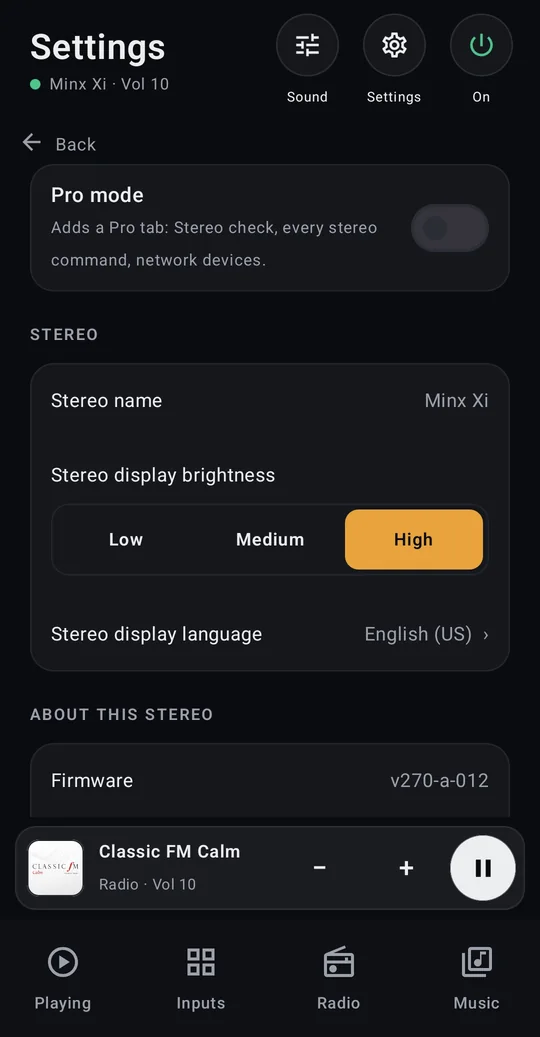 Settings
Minx Xi · Vol 10
Sound
Settings
On
Back
Pro mode
Adds a Pro tab: Stereo check, every stereo
command, network devices.
STEREO
Stereo name
Minx Xi
Stereo display brightness
Low
Medium
High
Stereo display language
English (US) ›
ABOUT THIS STEREO
Firmware
v270-a-012
CLASSIC fM
Calm
Classic FM Calm
Radio · Vol 10
−
+
Playing
Inputs
Radio
Music